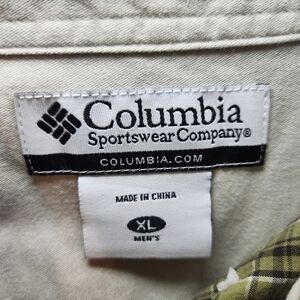 Columbia
Sportswear Company®
COLUMBIA.COM
MADE IN CHINA
XL
MEN'S